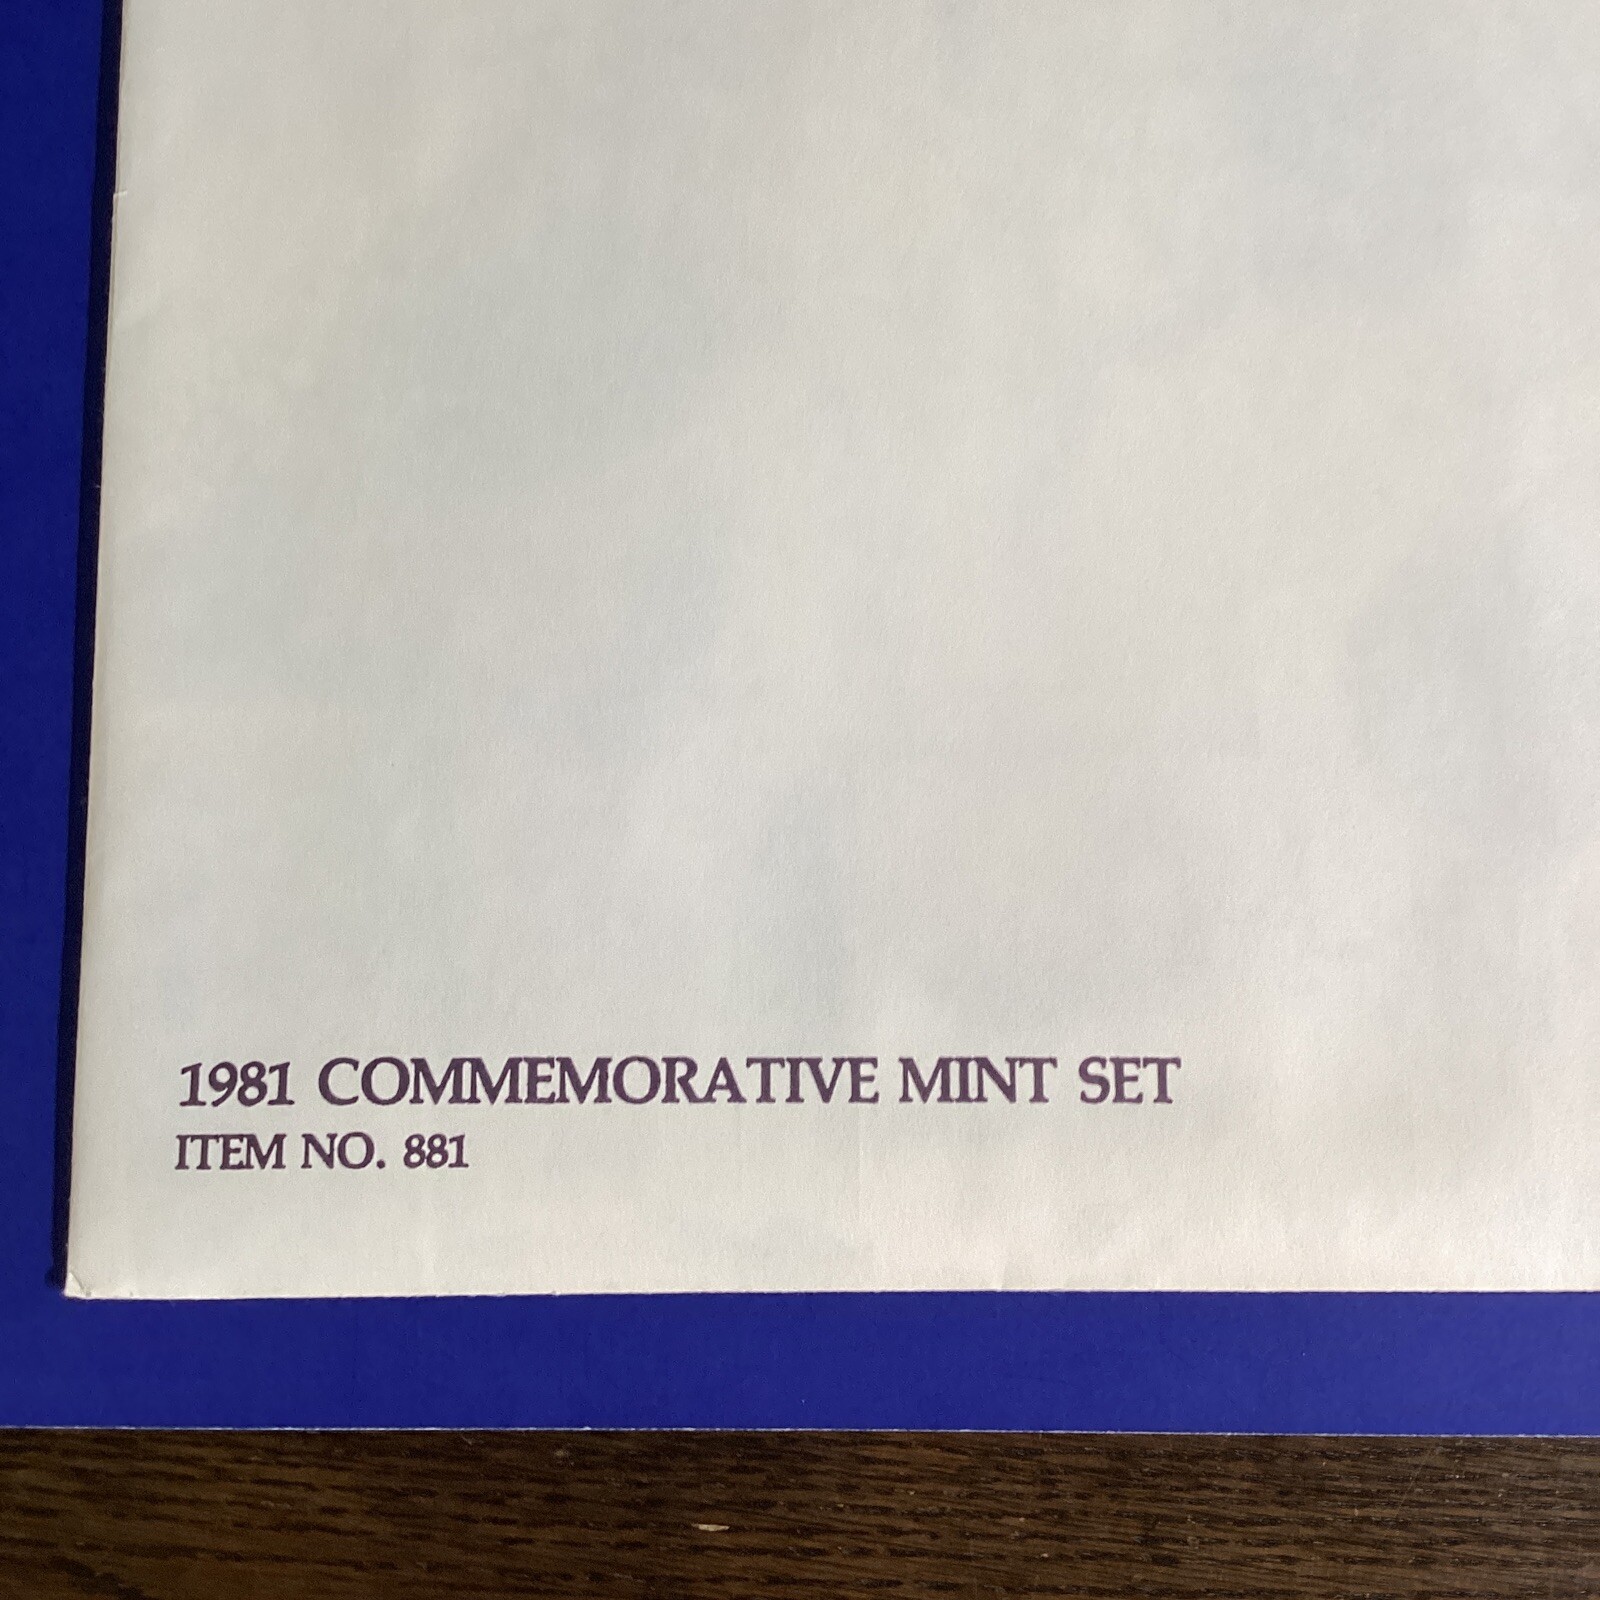 1981 COMMEMORATIVE MINT SET
ITEM NO. 881